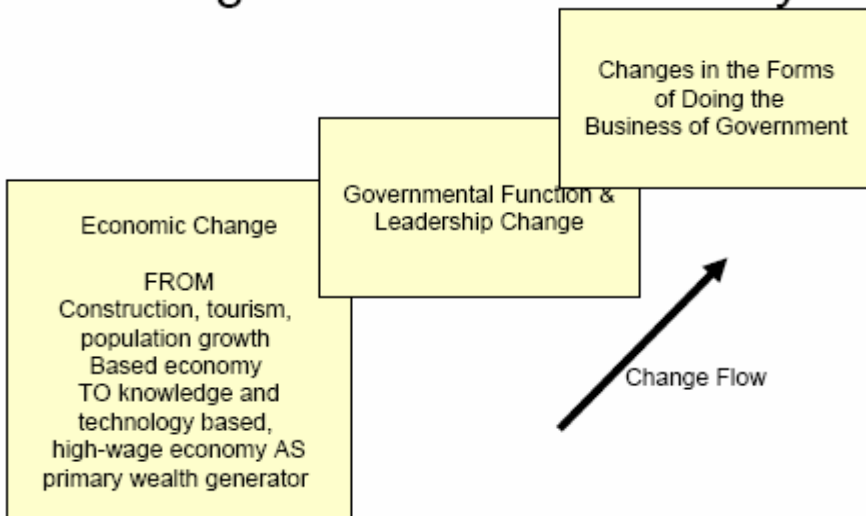 Economic Change
FROM
Construction, tourism,
population growth
Based economy
TO knowledge and
technology based,
high-wage economy AS
primary wealth generator
Governmental Function &
Leadership Change
Changes in the Forms
of Doing the
Business of Government
Change Flow